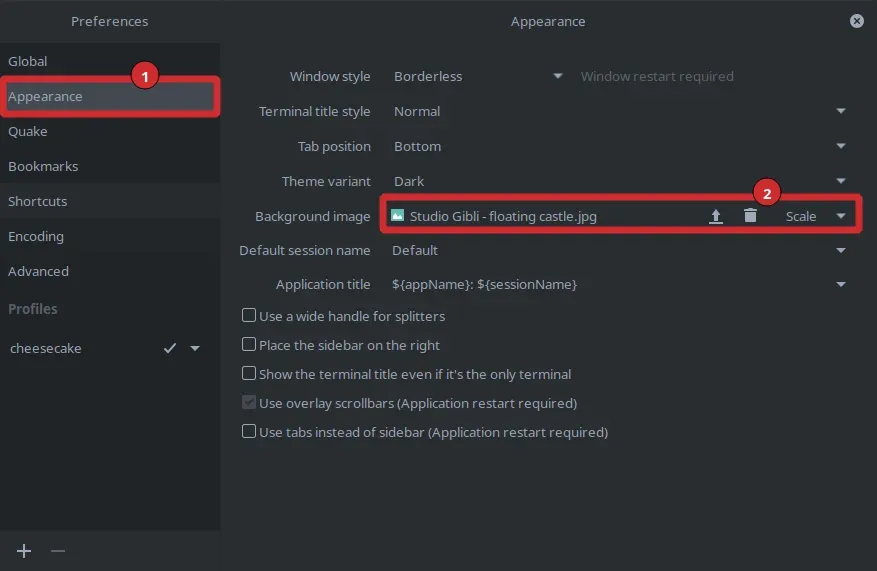 Preferences
Appearance
Global
1
Appearance
Quake
Bookmarks
Shortcuts
Encoding
Advanced
Profiles
cheesecake
Window style Borderless Window restart required
Terminal title style Normal
Tab position Bottom
Theme variant Dark
2
Background image Studio Gibli - floating castle.jpg Scale
Default session name Default
Application title ${appName}: ${sessionName}
Use a wide handle for splitters
Place the sidebar on the right
Show the terminal title even if it's the only terminal
Use overlay scrollbars (Application restart required)
Use tabs instead of sidebar (Application restart required)